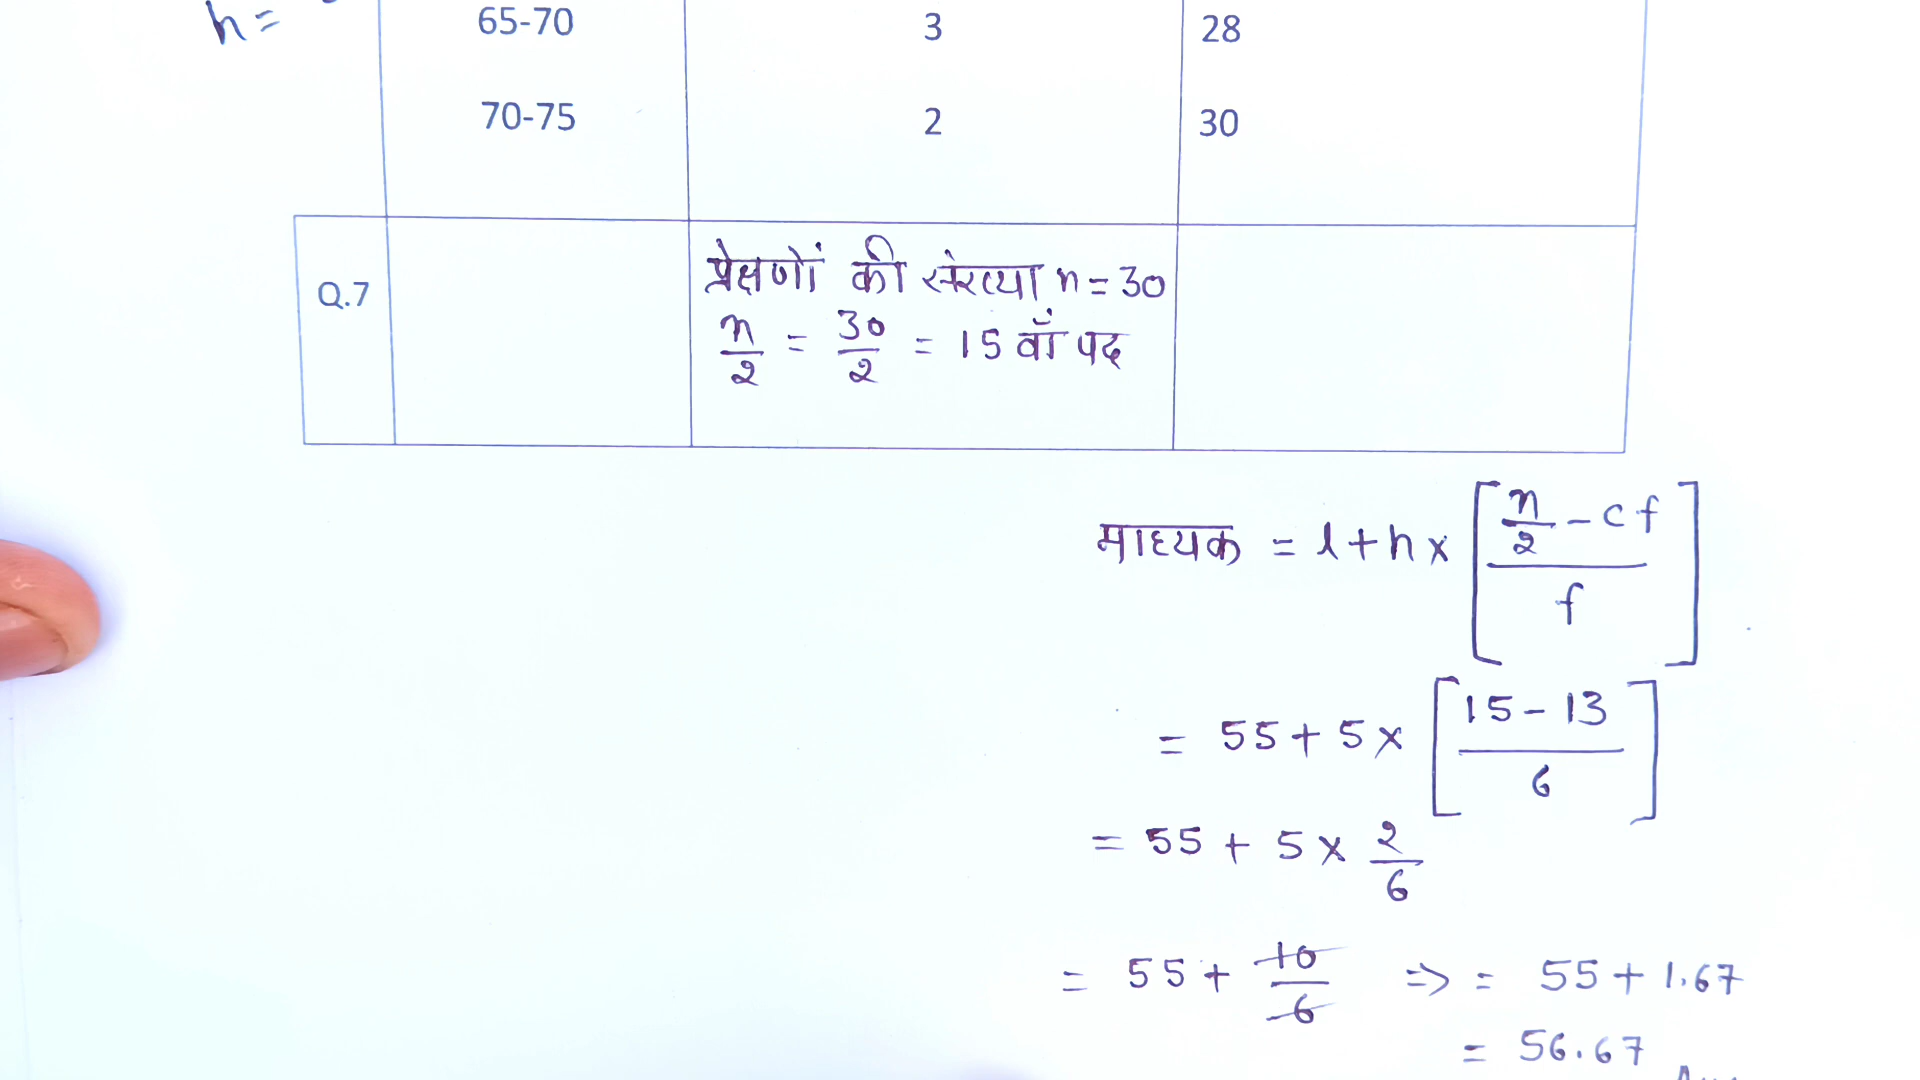 h =
65-70 3 28
70-75 2 30
Q.7
प्रेक्षणों की संख्या n = 30
n/2 = 30/2 = 15 वाँ पद
माध्यक = l + h × [n/2 - cf / f]
= 55 + 5 × [15 - 13 / 6]
= 55 + 5 × 2/6
= 55 + 10/6 => = 55 + 1.67
= 56.67